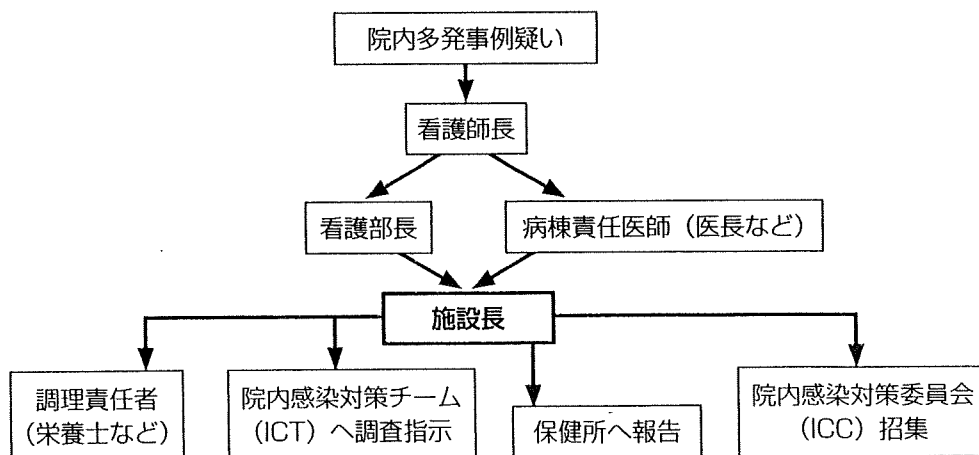 院内多発事例疑い
看護師長
看護部長
病棟責任医師（医長など）
施設長
調理責任者
（栄養士など）
院内感染対策チーム
（ICT）へ調査指示
保健所へ報告
院内感染対策委員会
（ICC）招集